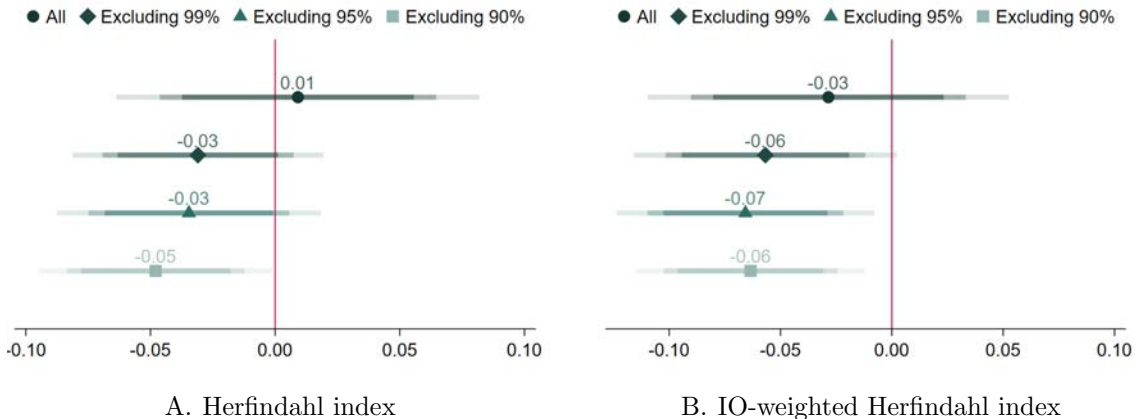 All Excluding 99% Excluding 95% Excluding 90%
0.01
-0.03
-0.03
-0.05
-0.10 -0.05 0.00 0.05 0.10
A. Herfindahl index
All Excluding 99% Excluding 95% Excluding 90%
-0.03
-0.06
-0.07
-0.06
-0.10 -0.05 0.00 0.05 0.10
B. IO-weighted Herfindahl index